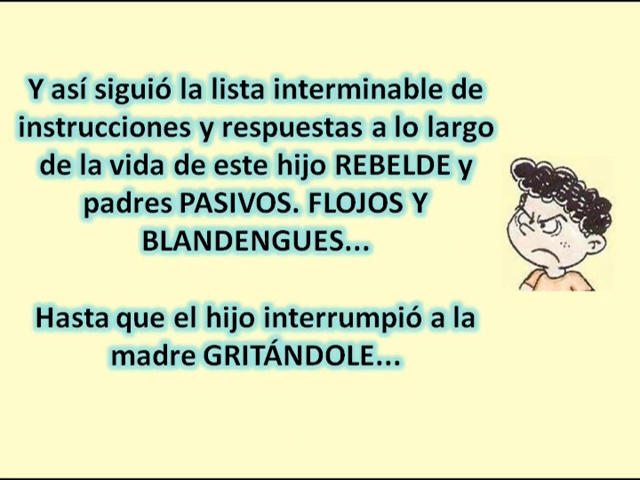 Y así siguió la lista interminable de
instrucciones y respuestas a lo largo
de la vida de este hijo REBELDE y
padres PASIVOS. FLOJOS Y
BLANDENGUES...
Hasta que el hijo interrumpió a la
madre GRITÁNDOLE...